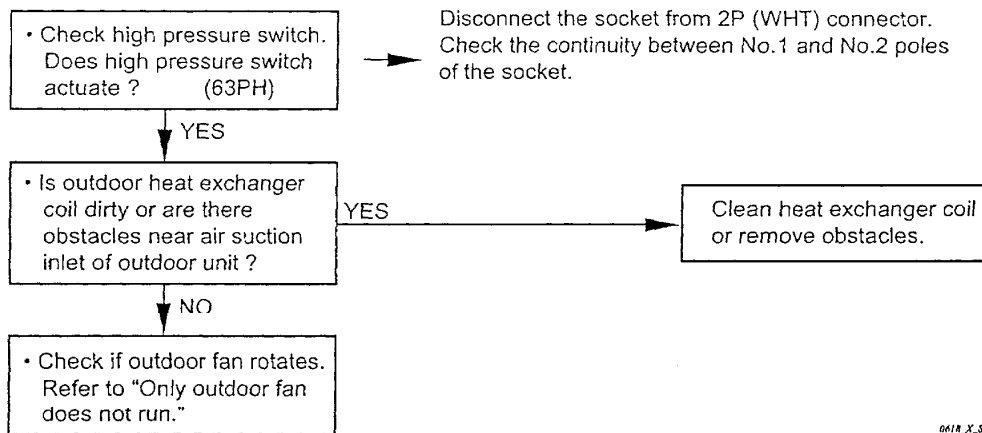 • Check high pressure switch.
Does high pressure switch
actuate ? (63PH)
Disconnect the socket from 2P (WHT) connector.
Check the continuity between No.1 and No.2 poles
of the socket.
YES
• Is outdoor heat exchanger
coil dirty or are there
obstacles near air suction
inlet of outdoor unit ?
YES
Clean heat exchanger coil
or remove obstacles.
NO
• Check if outdoor fan rotates.
Refer to “Only outdoor fan
does not run.”